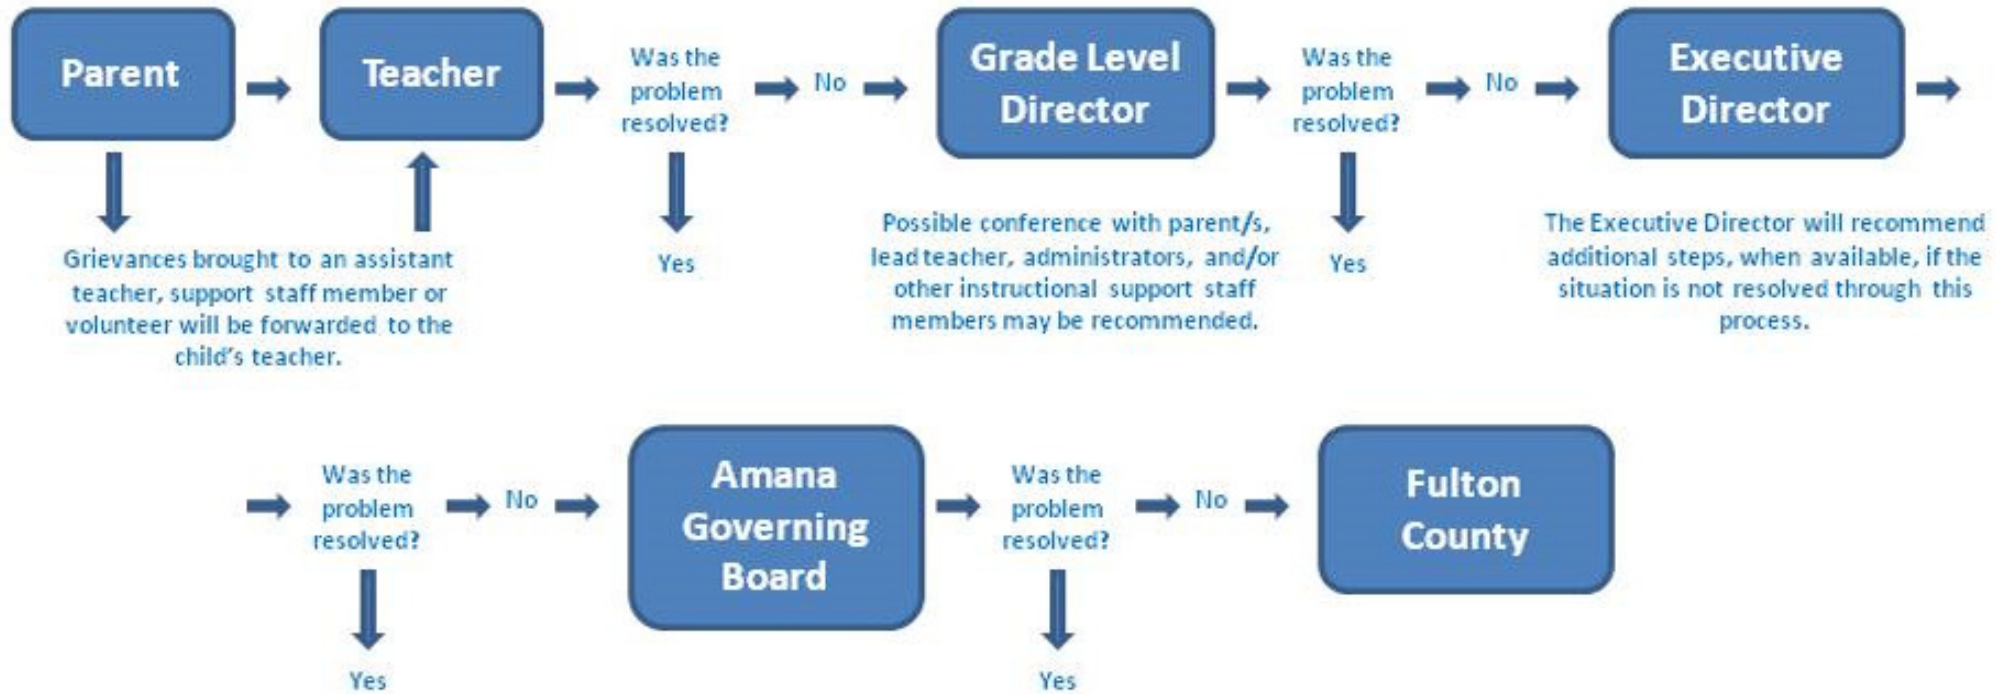 Parent
Teacher
Was the
problem
resolved?
No
Grade Level
Director
Was the
problem
resolved?
No
Executive
Director
Grievances brought to an assistant
teacher, support staff member or
volunteer will be forwarded to the
child's teacher.
Yes
Possible conference with parent/s,
lead teacher, administrators, and/or
other instructional support staff
members may be recommended.
Yes
The Executive Director will recommend
additional steps, when available, if the
situation is not resolved through this
process.
Was the
problem
resolved?
No
Amana
Governing
Board
Was the
problem
resolved?
No
Fulton
County
Yes
Yes